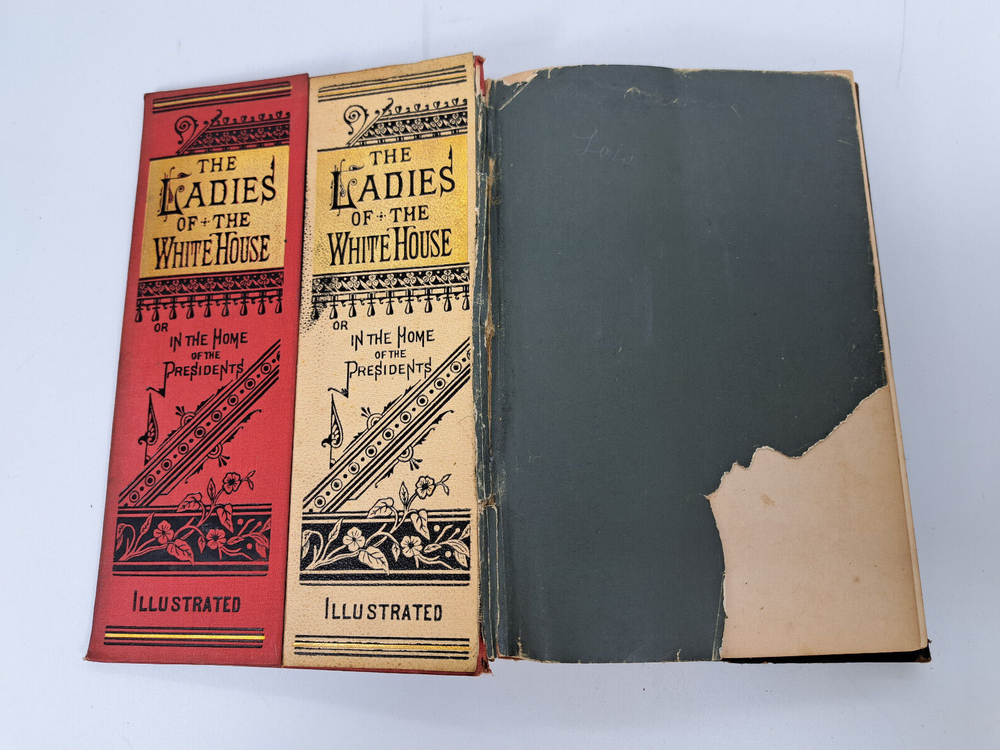 THE
LADIES
OF THE
WHITE HOUSE
OR
IN THE HOME
OF THE
PRESIDENTS
ILLUSTRATED
THE
LADIES
OF THE
WHITE HOUSE
OR
IN THE HOME
OF THE
PRESIDENTS
ILLUSTRATED
Lois